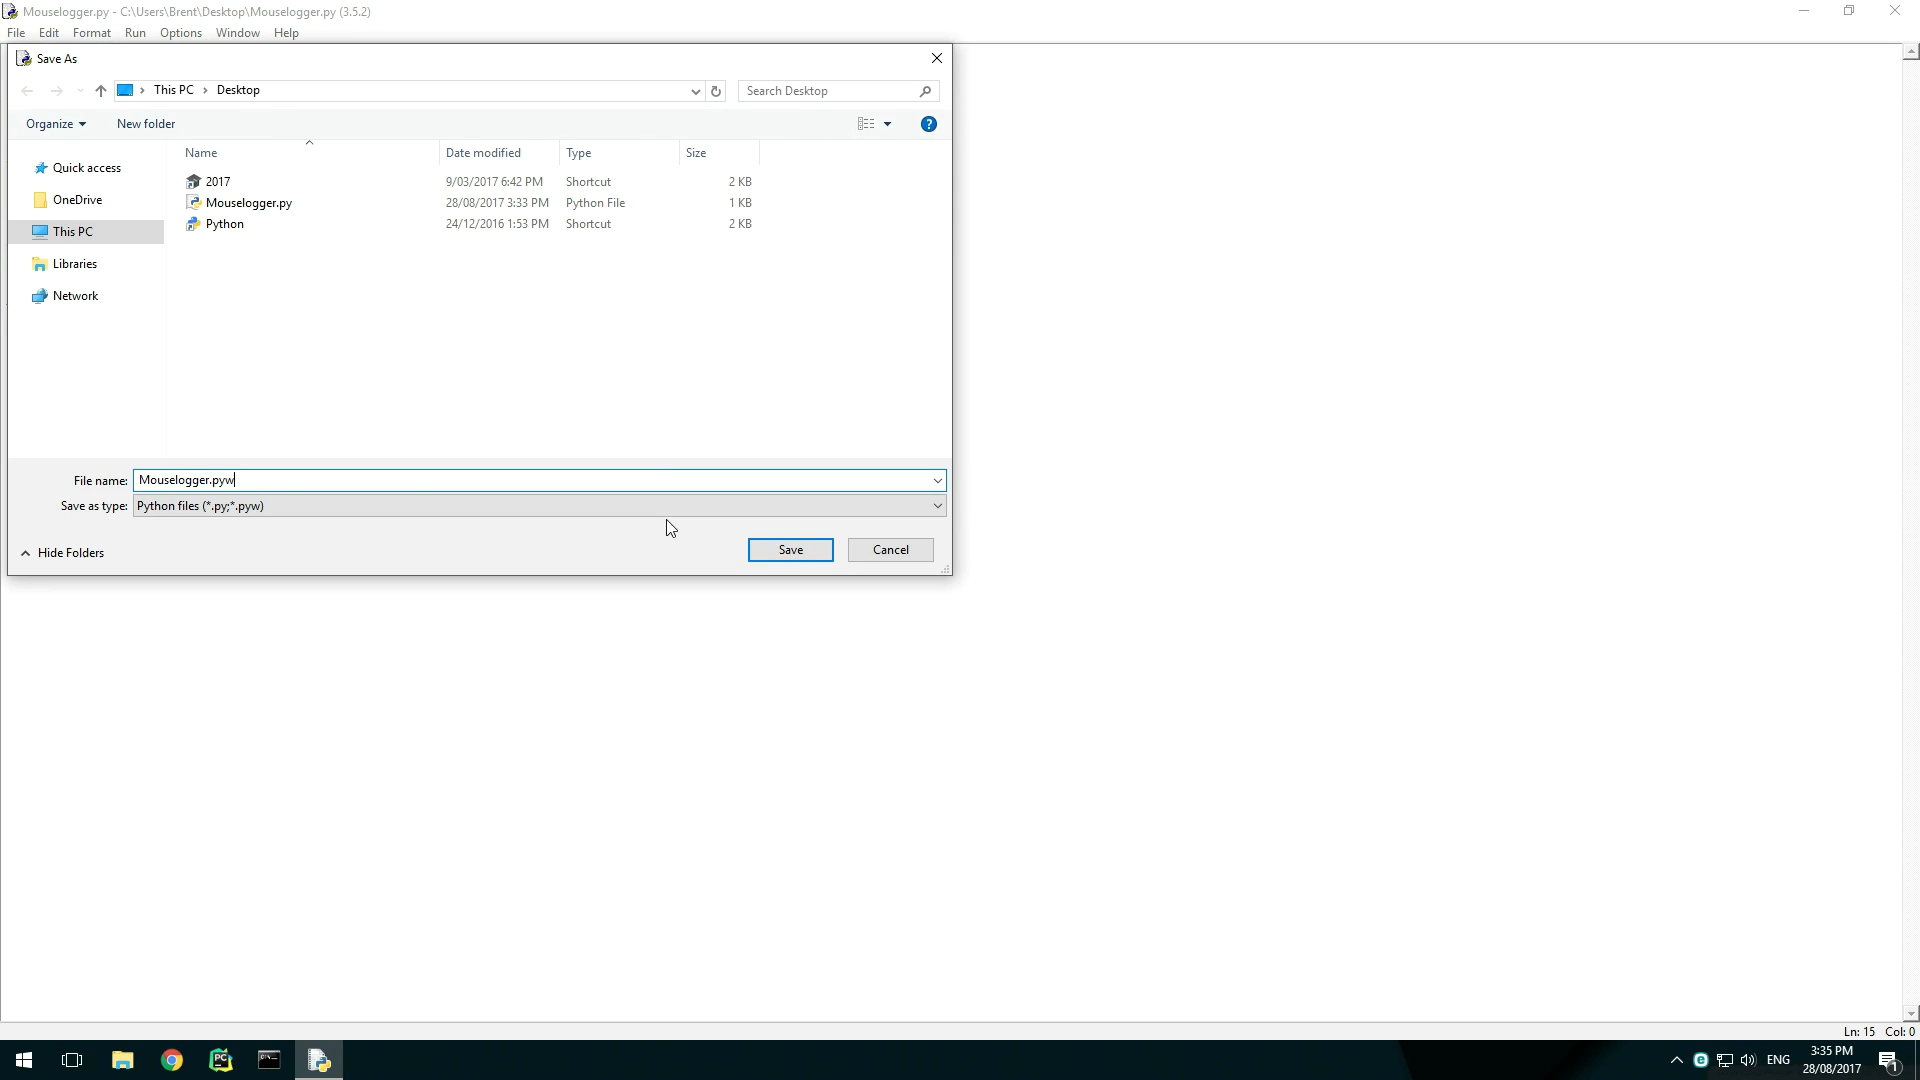 Mouselogger.py - C:\Users\Brent\Desktop\Mouselogger.py (3.5.2)
File Edit Format Run Options Window Help
Save As
This PC Desktop
Search Desktop
Organize New folder
Name Date modified Type Size
Quick access
OneDrive
This PC
Libraries
Network
2017 9/03/2017 6:42 PM Shortcut 2 KB
Mouselogger.py 28/08/2017 3:33 PM Python File 1 KB
Python 24/12/2016 1:53 PM Shortcut 2 KB
File name: Mouselogger.pyw
Save as type: Python files (*.py;*.pyw)
Hide Folders
Save Cancel
Ln: 15 Col: 0
ENG
3:35 PM
28/08/2017
1